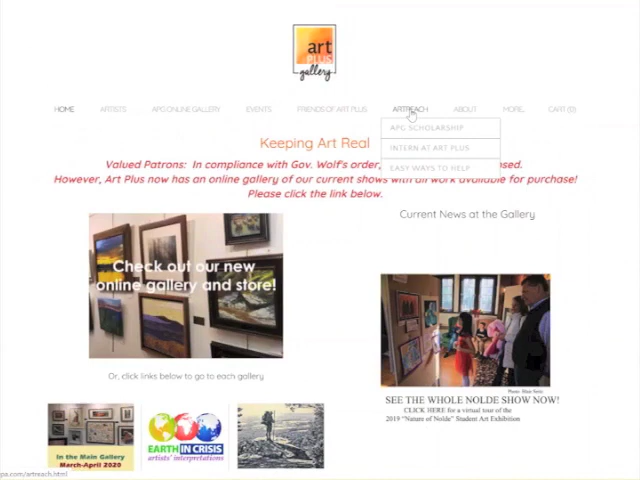 art
PLUS
gallery
HOME ARTISTS APG ONLINE GALLERY EVENTS FRIENDS OF ART PLUS ARTREACH ABOUT MORE... CART (0)
APG SCHOLARSHIP
INTERN AT ART PLUS
EASY WAYS TO HELP
Keeping Art Real
Valued Patrons: In compliance with Gov. Wolf's order,
However, Art Plus now has an online gallery of our current shows with all work available for purchase!
Please click the link below.
Current News at the Gallery
Check out our new
online gallery and store!
Or, click links below to go to each gallery
In the Main Gallery
March-April 2020
EARTH IN CRISIS
artists' interpretations
SEE THE WHOLE NOLDE SHOW NOW!
CLICK HERE for a virtual tour of the
2019 "Nature of Nolde" Student Art Exhibition
pa.com/artreach.html